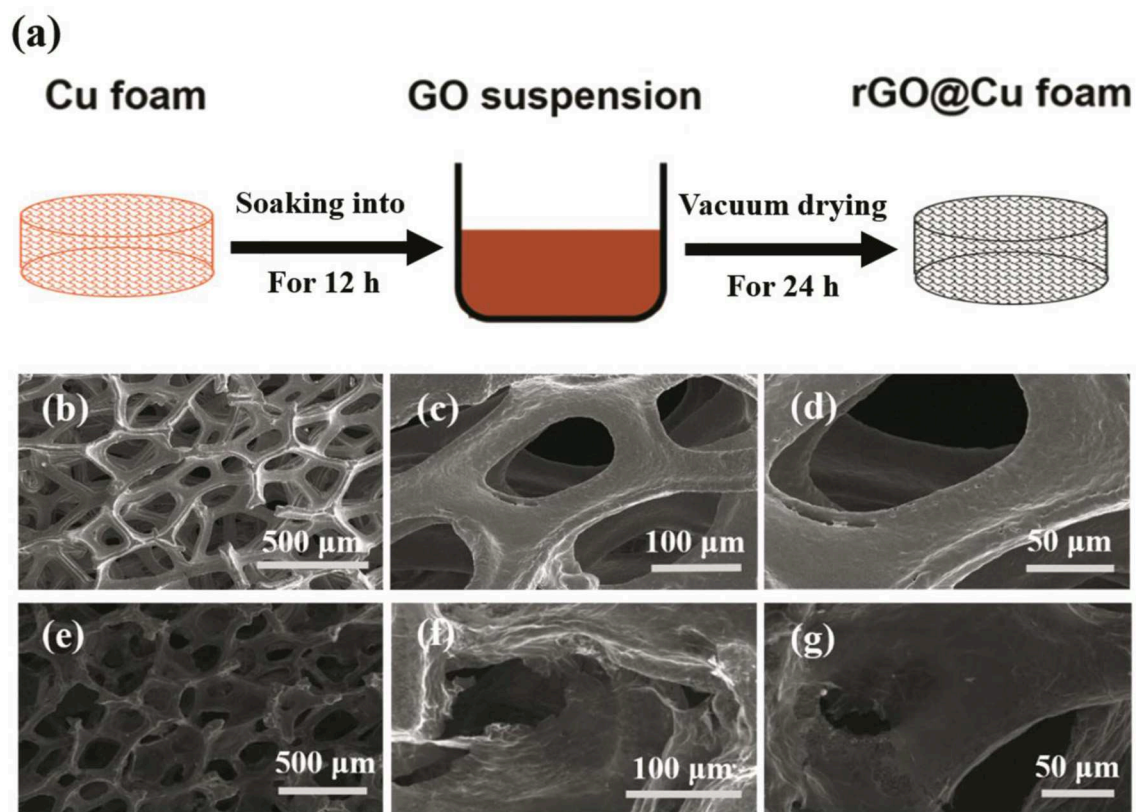 (a)
Cu foam
GO suspension
rGO@Cu foam
Soaking into
For 12 h
Vacuum drying
For 24 h
(b)
500 μm
(c)
100 μm
(d)
50 μm
(e)
500 μm
(f)
100 μm
(g)
50 μm